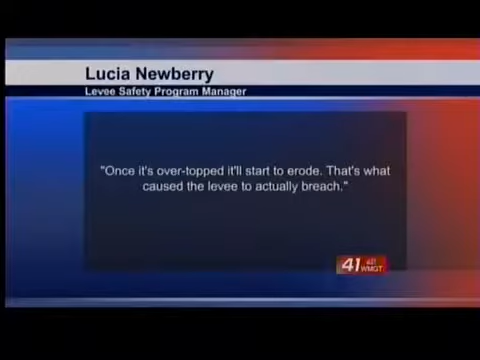 Lucia Newberry
Levee Safety Program Manager
"Once it's over-topped it'll start to erode. That's what
caused the levee to actually breach."
41
WMGT